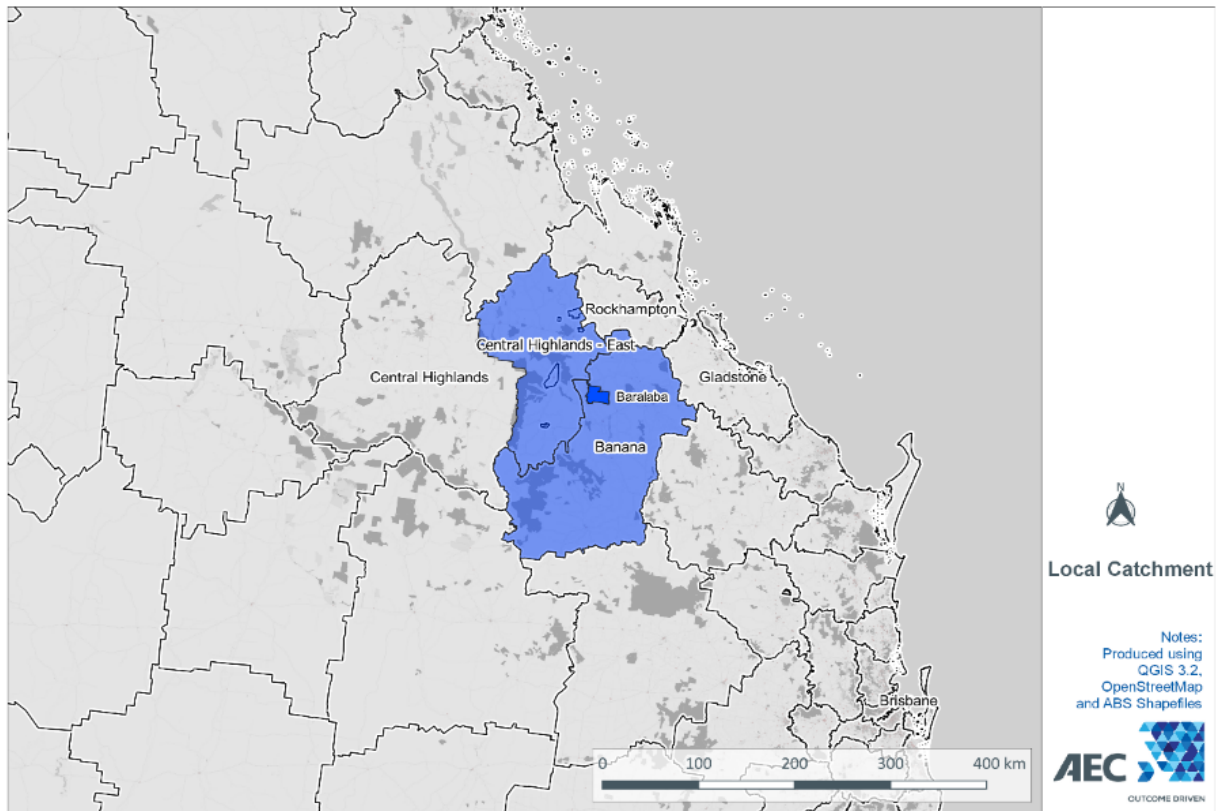 Rockhampton
Central Highlands - East
Central Highlands
Gladstone
Baralaba
Banana
Brisbane
0 100 200 300 400 km
N
Local Catchment
Notes:
Produced using
QGIS 3.2,
OpenStreetMap
and ABS Shapefiles
AEC
OUTCOME DRIVEN